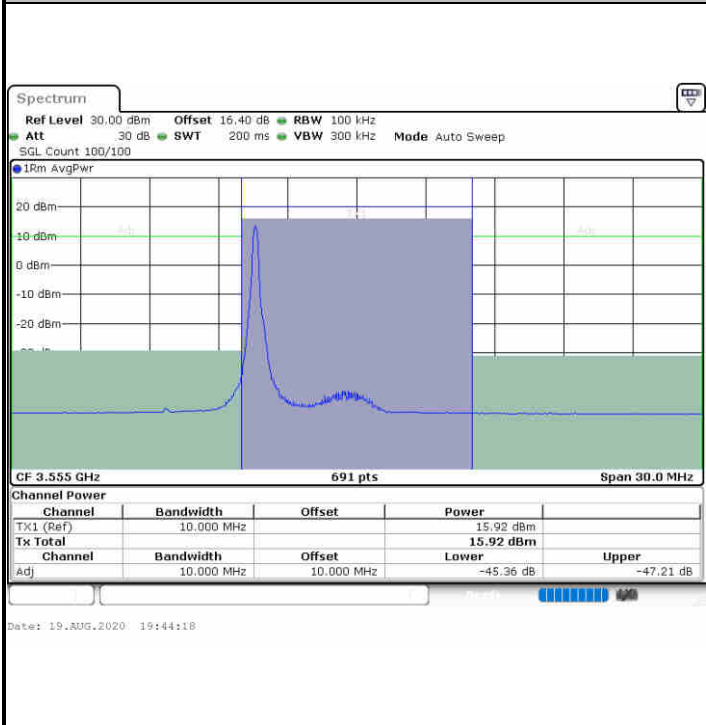 Spectrum
Ref Level 30.00 dBm Offset 16.40 dB RBW 100 kHz
Att 30 dB SWT 200 ms VBW 300 kHz Mode Auto Sweep
SGL Count 100/100
1Rm AvgPwr
20 dBm
Adj
Adj
10 dBm
0 dBm
-10 dBm
-20 dBm
CF 3.555 GHz 691 pts Span 30.0 MHz
Channel Power
Channel Bandwidth Offset Power
TX1 (Ref) 10.000 MHz 15.92 dBm
Tx Total 15.92 dBm
Channel Bandwidth Offset Lower Upper
Adj 10.000 MHz 10.000 MHz -45.36 dB -47.21 dB
Date: 19.AUG.2020 19:44:18